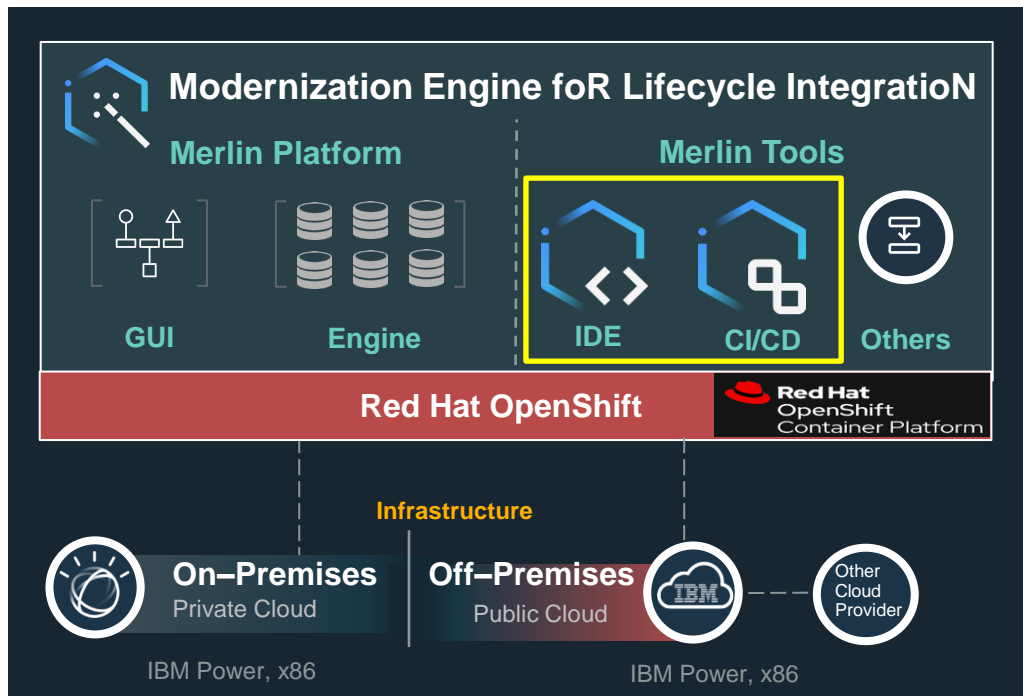 Modernization Engine foR Lifecycle IntegratioN
Merlin Platform
Merlin Tools
GUI
Engine
IDE
CI/CD
Others
Red Hat OpenShift
Red Hat
OpenShift
Container Platform
Infrastructure
On–Premises
Private Cloud
Off–Premises
Public Cloud
IBM
Other
Cloud
Provider
IBM Power, x86
IBM Power, x86